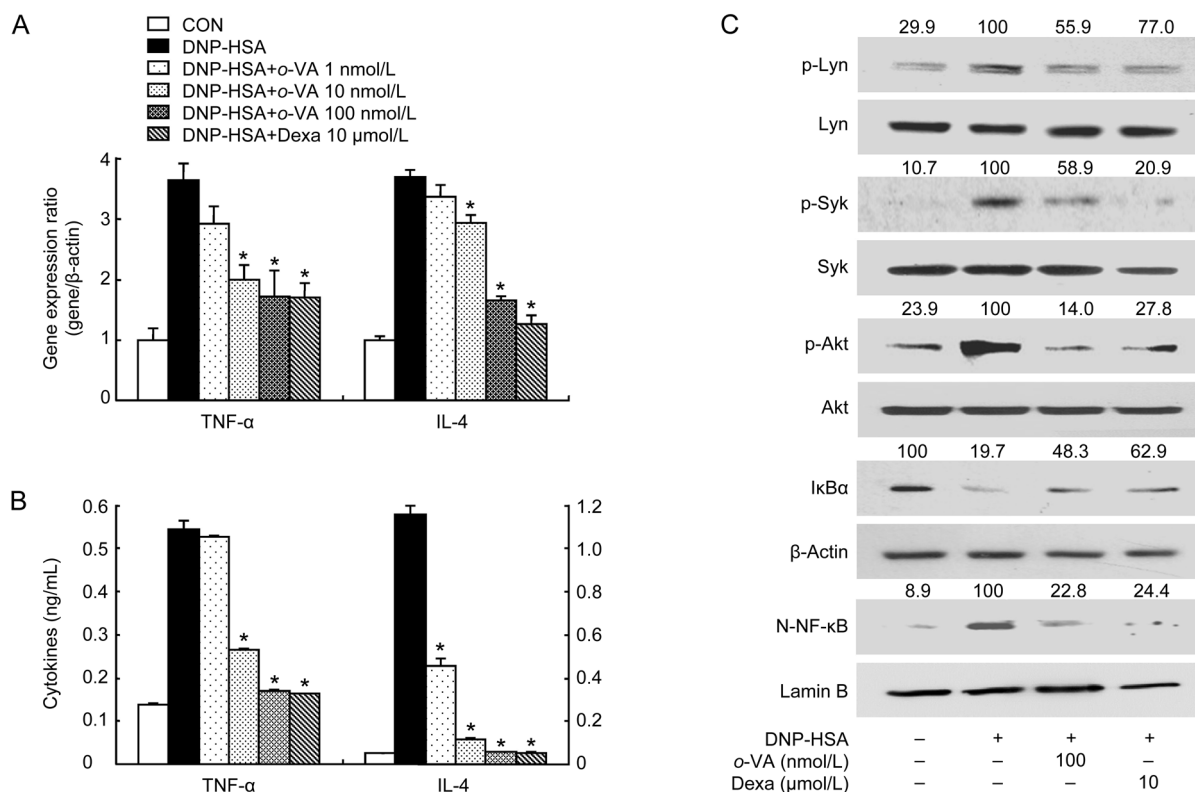 A
CON
DNP-HSA
DNP-HSA+o-VA 1 nmol/L
DNP-HSA+o-VA 10 nmol/L
DNP-HSA+o-VA 100 nmol/L
DNP-HSA+Dexa 10 μmol/L
Gene expression ratio
(gene/β-actin)
4
3
2
1
0
* * *
* * *
TNF-α IL-4
B
Cytokines (ng/mL)
0.6
0.5
0.4
0.3
0.2
0.1
0
* * *
* * * *
1.2
1.0
0.8
0.6
0.4
0.2
0
TNF-α IL-4
C
29.9 100 55.9 77.0
p-Lyn
Lyn
10.7 100 58.9 20.9
p-Syk
Syk
23.9 100 14.0 27.8
p-Akt
Akt
100 19.7 48.3 62.9
IκBα
β-Actin
8.9 100 22.8 24.4
N-NF-κB
Lamin B
DNP-HSA − + + +
o-VA (nmol/L) − − 100 −
Dexa (μmol/L) − − − 10